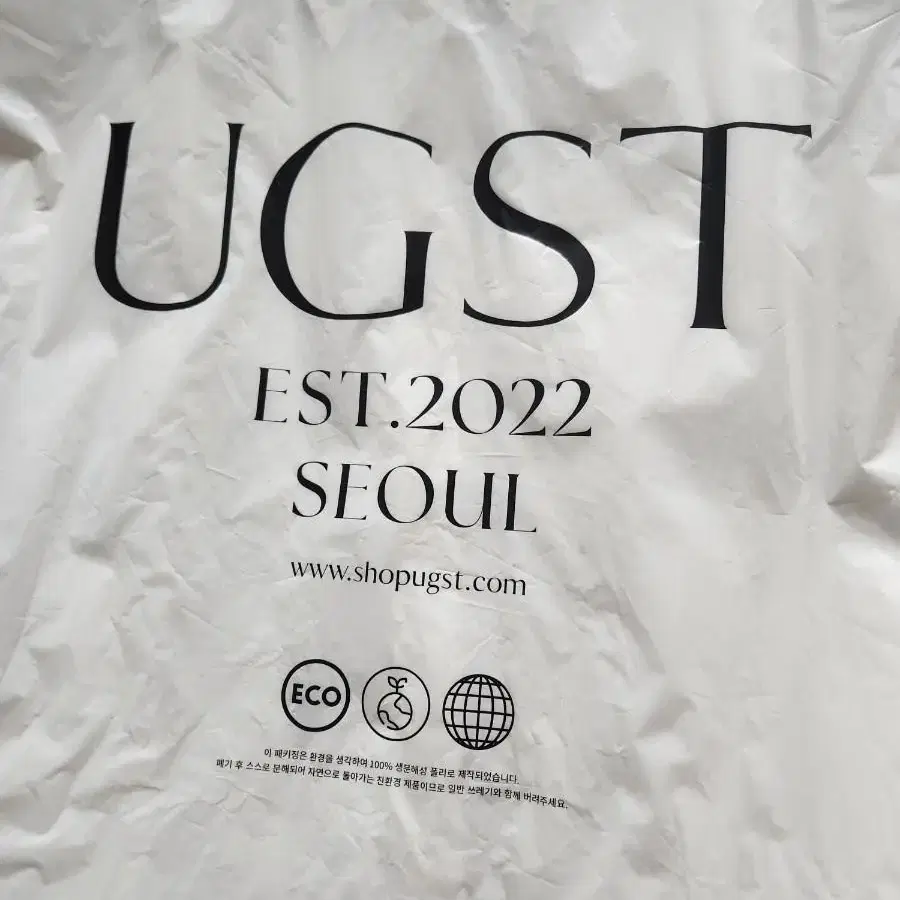 UGST
EST.2022
SEOUL
www.shopugst.com
ECO
이 패키징은 환경을 생각하여 100% 생분해성 폴리로 제작되었습니다.
폐기 후 스스로 분해되어 자연으로 돌아가는 친환경 제품이므로 일반 쓰레기와 함께 버려주세요.